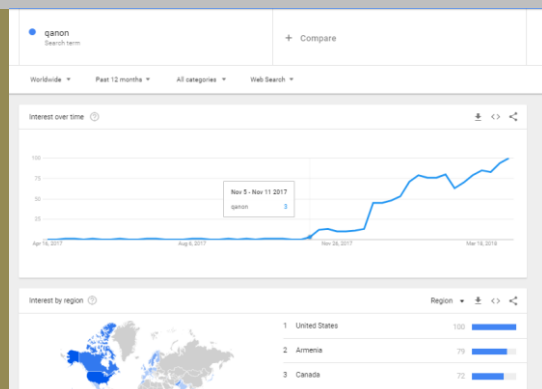 qanon
Search term
+ Compare
Worldwide
Past 12 months
All categories
Web Search
Interest over time
100
75
50
25
Nov 5 - Nov 11 2017
qanon 3
Apr 16, 2017
Aug 6, 2017
Nov 26, 2017
Mar 18, 2018
Interest by region
Region
1 United States 100
2 Armenia 79
3 Canada 72